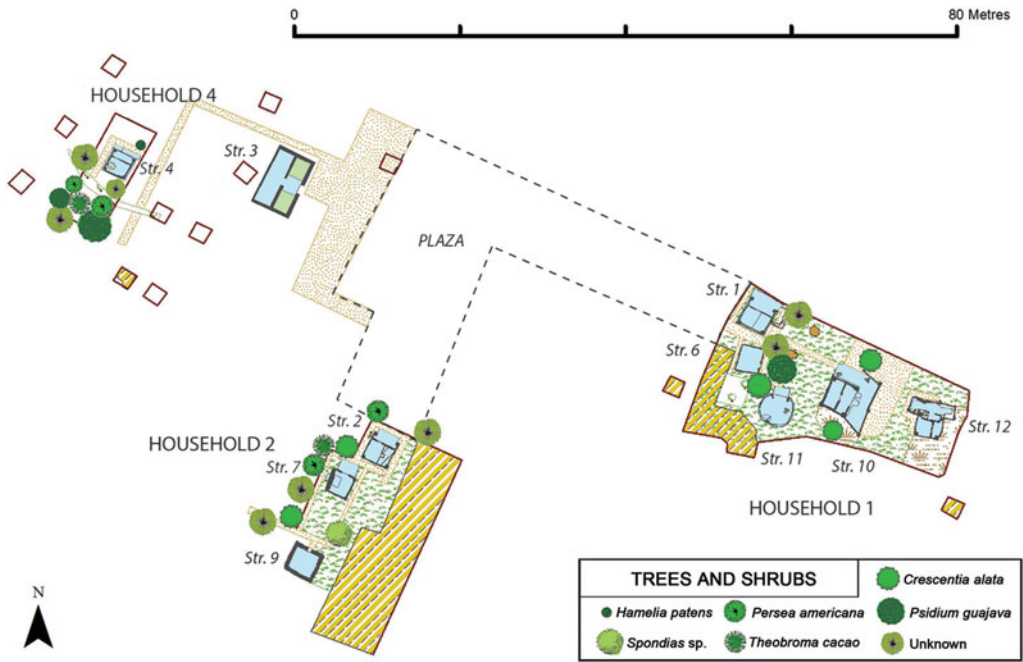 0
80 Metres
HOUSEHOLD 4
Str. 4
Str. 3
PLAZA
Str. 1
Str. 6
Str. 2
HOUSEHOLD 2
Str. 7
Str. 9
Str. 12
Str. 11
Str. 10
HOUSEHOLD 1
N
TREES AND SHRUBS
Crescentia alata
Hamelia patens
Persea americana
Psidium guajava
Spondias sp.
Theobroma cacao
Unknown